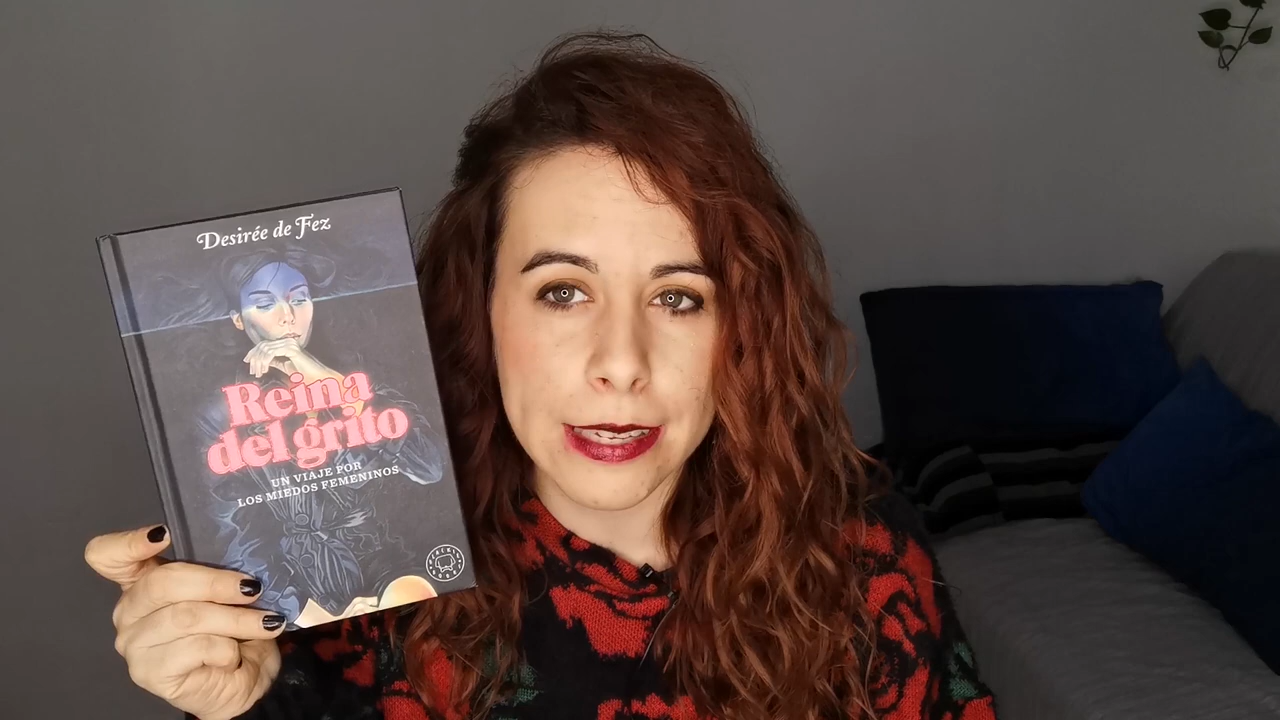 Desirée de Fez
Reina
del grito
UN VIAJE POR
LOS MIEDOS FEMENINOS